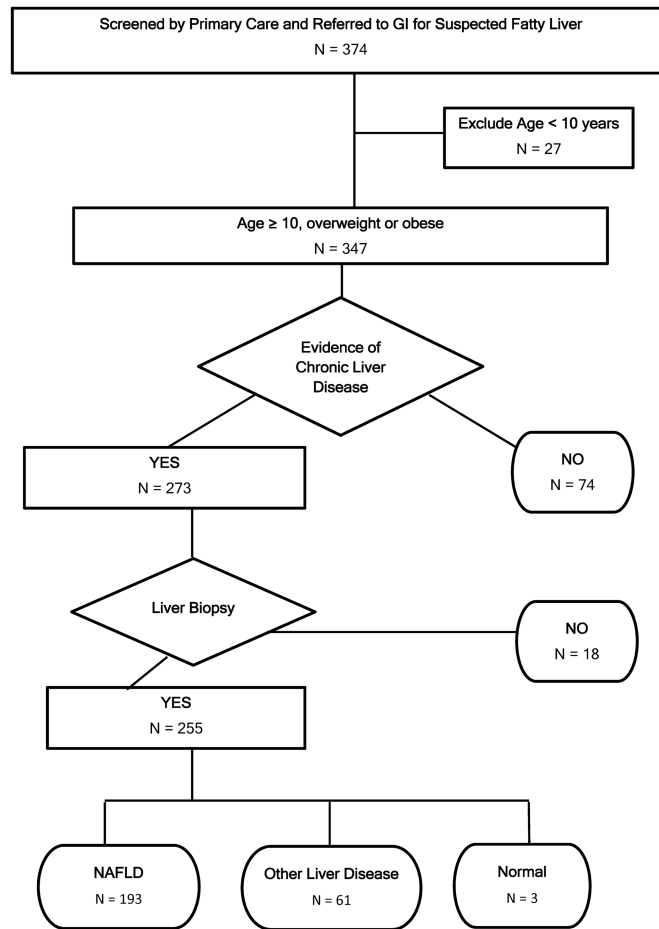 Screened by Primary Care and Referred to GI for Suspected Fatty Liver
N = 374
Exclude Age < 10 years
N = 27
Age ≥ 10, overweight or obese
N = 347
Evidence of
Chronic Liver
Disease
YES
N = 273
NO
N = 74
Liver Biopsy
NO
N = 18
YES
N = 255
NAFLD
N = 193
Other Liver Disease
N = 61
Normal
N = 3